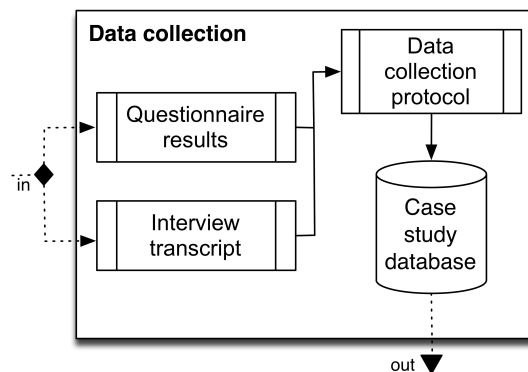 Data collection
Data
collection
protocol
Questionnaire
results
in
Interview
transcript
Case
study
database
out